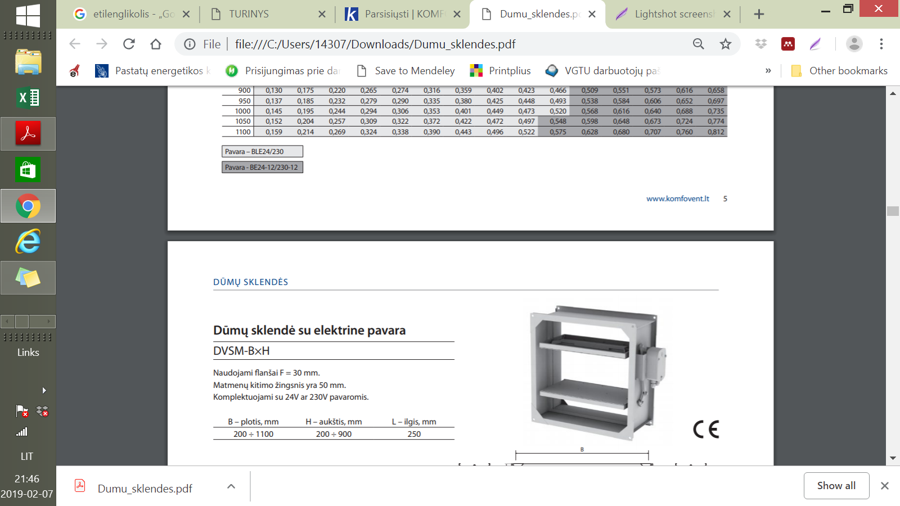 etilenglikolis - „Go
TURINYS
Parsisiųsti | KOMF
Dumu_sklendes.pd
Lightshot screensh
File
file:///C:/Users/14307/Downloads/Dumu_sklendes.pdf
Pastatų energetikos
Prisijungimas prie dar
Save to Mendeley
Printplius
VGTU darbuotojų pa
» Other bookmarks
900 0,130 0,175 0,220 0,265 0,274 0,316 0,359 0,402 0,423 0,466 0,509 0,551 0,573 0,616 0,658
950 0,137 0,185 0,232 0,279 0,290 0,335 0,380 0,425 0,448 0,493 0,538 0,584 0,606 0,652 0,697
1000 0,145 0,195 0,244 0,294 0,306 0,353 0,401 0,449 0,473 0,520 0,568 0,616 0,640 0,688 0,735
1050 0,152 0,204 0,257 0,309 0,322 0,372 0,422 0,472 0,497 0,548 0,598 0,648 0,673 0,724 0,774
1100 0,159 0,214 0,269 0,324 0,338 0,390 0,443 0,496 0,522 0,575 0,628 0,680 0,707 0,760 0,812
Pavara – BLE24/230
Pavara - BE24-12/230-12
www.komfovent.lt 5
DŪMŲ SKLENDĖS
Dūmų sklendė su elektrine pavara
DVSM-B×H
Naudojami flanšai F = 30 mm.
Matmenų kitimo žingsnis yra 50 mm.
Komplektuojami su 24V ar 230V pavaromis.
B – plotis, mm H – aukštis, mm L – ilgis, mm
200 ÷ 1100 200 ÷ 900 250
CE
B
Links
LIT
21:46
2019-02-07
Dumu_sklendes.pdf
Show all